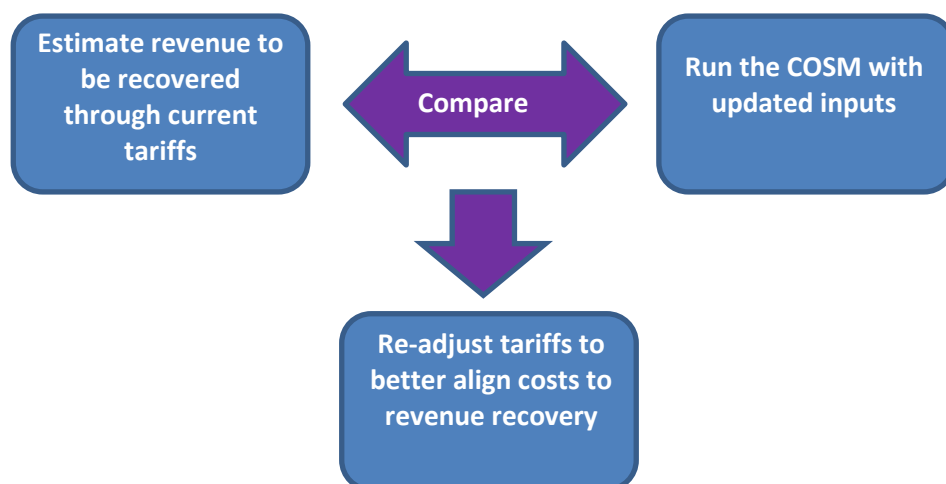 Estimate revenue to
be recovered
through current
tariffs
Compare
Run the COSM with
updated inputs
Re-adjust tariffs to
better align costs to
revenue recovery